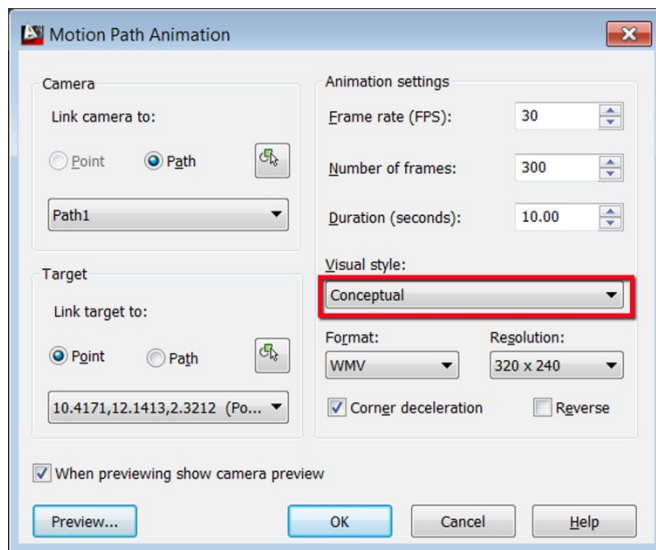 Motion Path Animation
Camera
Link camera to:
Point
Path
Path1
Target
Link target to:
Point
Path
10.4171,12.1413,2.3212 (Po...
Animation settings
Frame rate (FPS):
30
Number of frames:
300
Duration (seconds):
10.00
Visual style:
Conceptual
Format:
Resolution:
WMV
320 x 240
Corner deceleration
Reverse
When previewing show camera preview
Preview...
OK
Cancel
Help